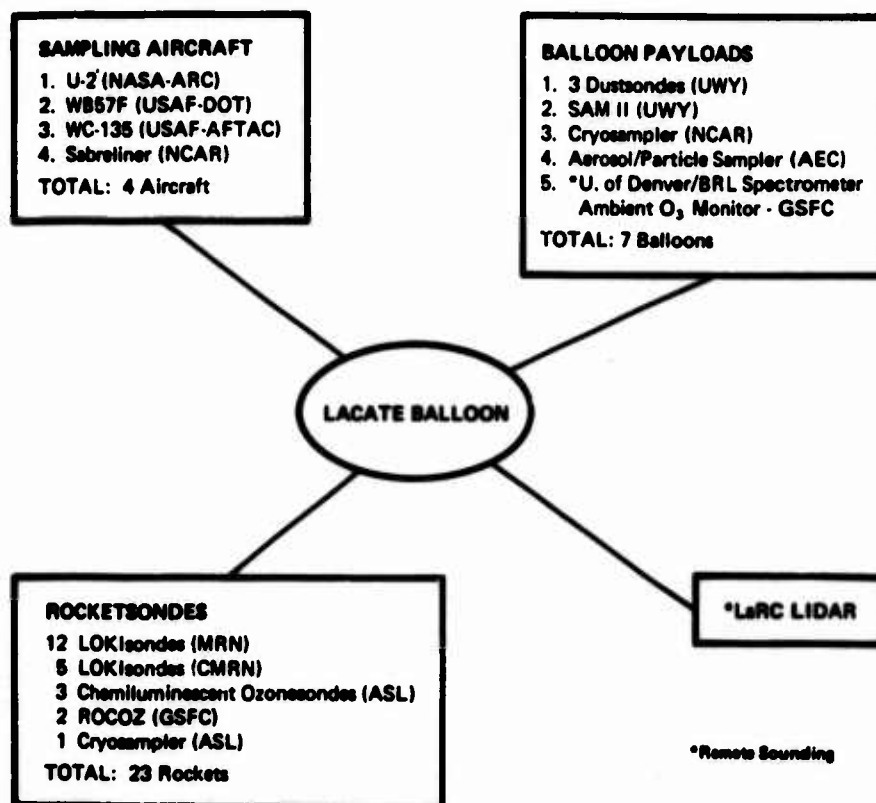 SAMPLING AIRCRAFT
1. U-2 (NASA-ARC)
2. WB57F (USAF-DOT)
3. WC-135 (USAF-AFTAC)
4. Sabreliner (NCAR)
TOTAL: 4 Aircraft
BALLOON PAYLOADS
1. 3 Dustsondes (UWY)
2. SAM II (UWY)
3. Cryosampler (NCAR)
4. Aerosol/Particle Sampler (AEC)
5. *U. of Denver/BRL Spectrometer
Ambient O₃ Monitor - GSFC
TOTAL: 7 Balloons
LACATE BALLOON
ROCKETSONDES
12 LOKIsondes (MRN)
5 LOKIsondes (CMRN)
3 Chemiluminescent Ozonesondes (ASL)
2 ROCOZ (GSFC)
1 Cryosampler (ASL)
TOTAL: 23 Rockets
*LaRC LIDAR
*Remote Sounding